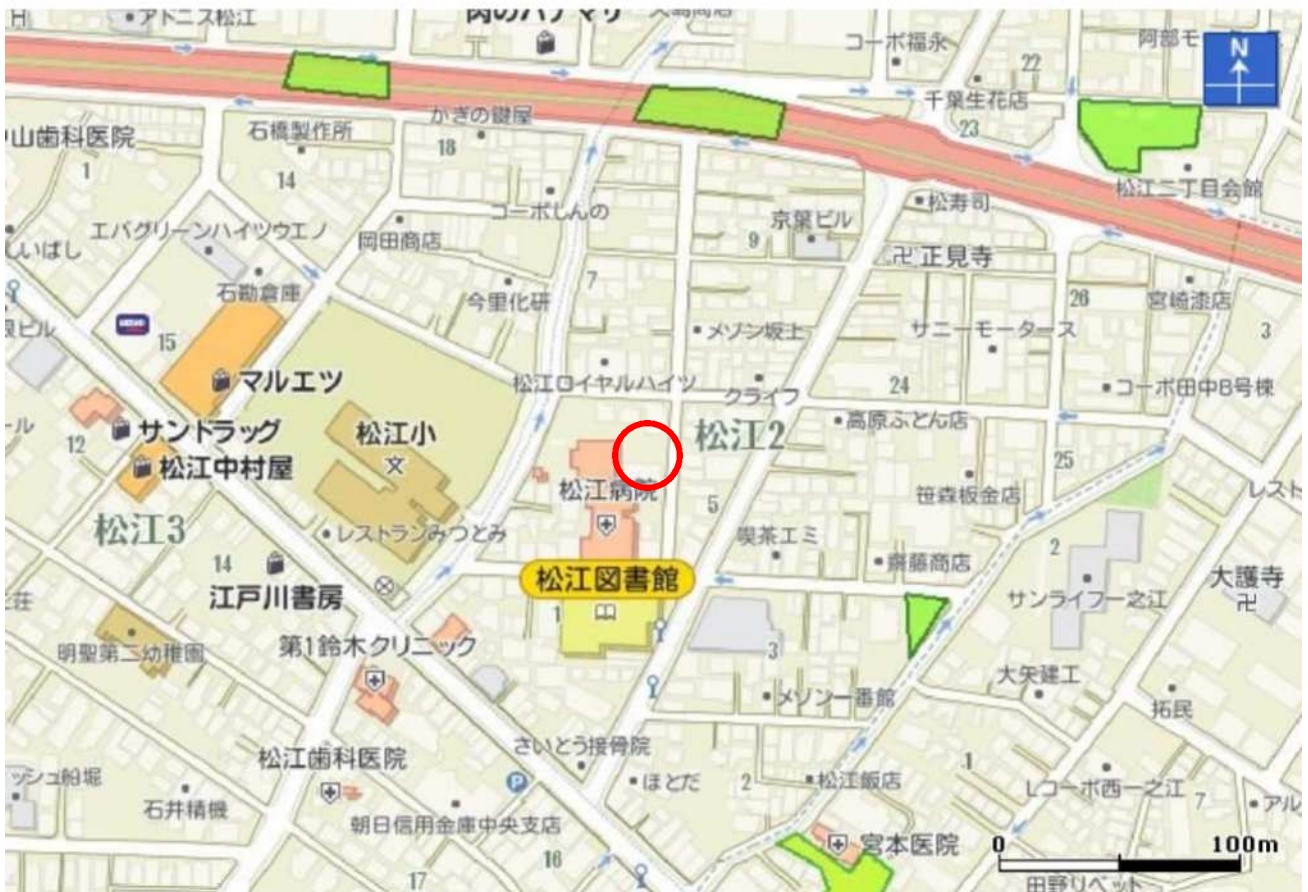 アトニス松江
肉のハナマサ
コーポ福永
22
N
千葉生花店
23
かぎの鍵屋
石橋製作所
18
14
1
松江二丁目会館
コーポしんの
松寿司
京葉ビル
9
卍正見寺
エバグリーンハイツウエノ
岡田商店
7
石勘倉庫
今里化研
26
宮崎漆店
15
メゾン坂上
サニーモータース
3
マルエツ
松江ロイヤルハイツ
クライフ
24
コーポ田中B号棟
サントラッグ
松江小
文
松江2
高原ふとん店
12
松江中村屋
25
松江病院
笹森板金店
松江3
レストランみつとみ
5
喫茶エミ
2
14
松江図書館
齋藤商店
大護寺
卍
江戸川書房
サンライフ一之江
1
明聖第二幼稚園
第1鈴木クリニック
3
大矢建工
メゾン一番館
拓民
松江歯科医院
さいとう接骨院
1
ほとだ
2
松江飯店
Lコーポ西一之江
7
石井精機
P
朝日信用金庫中央支店
16
宮本医院
0
100m
17
田野リベット